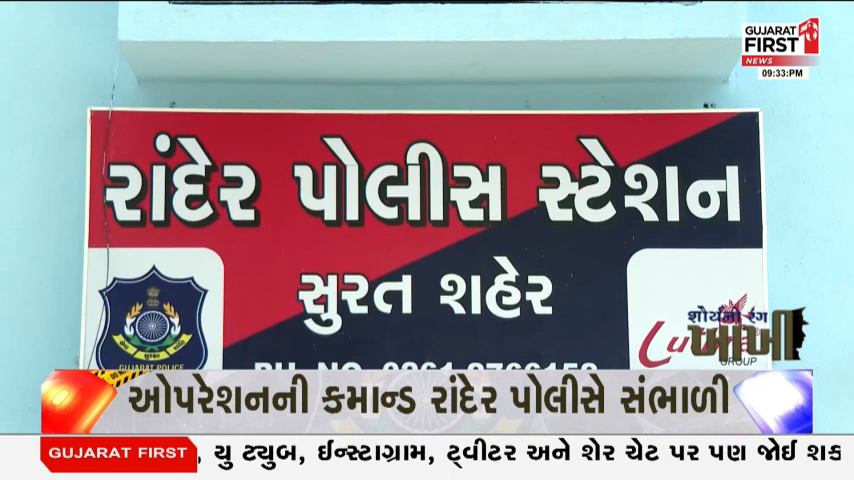 GUJARAT
FIRST
NEWS
09:33:PM
રાંદેર પોલીસ સ્ટેશન
સુરત શહેર
GUJARAT POLICE
શૌર્યનો રંગ
ખાખી
GROUP
ઓપરેશનની કમાન્ડ રાંદેર પોલીસે સંભાળી
GUJARAT FIRST
, યુ ટ્યુબ, ઈન્સ્ટાગ્રામ, ટ્વીટર અને શેર ચેટ પર પણ જોઈ શક